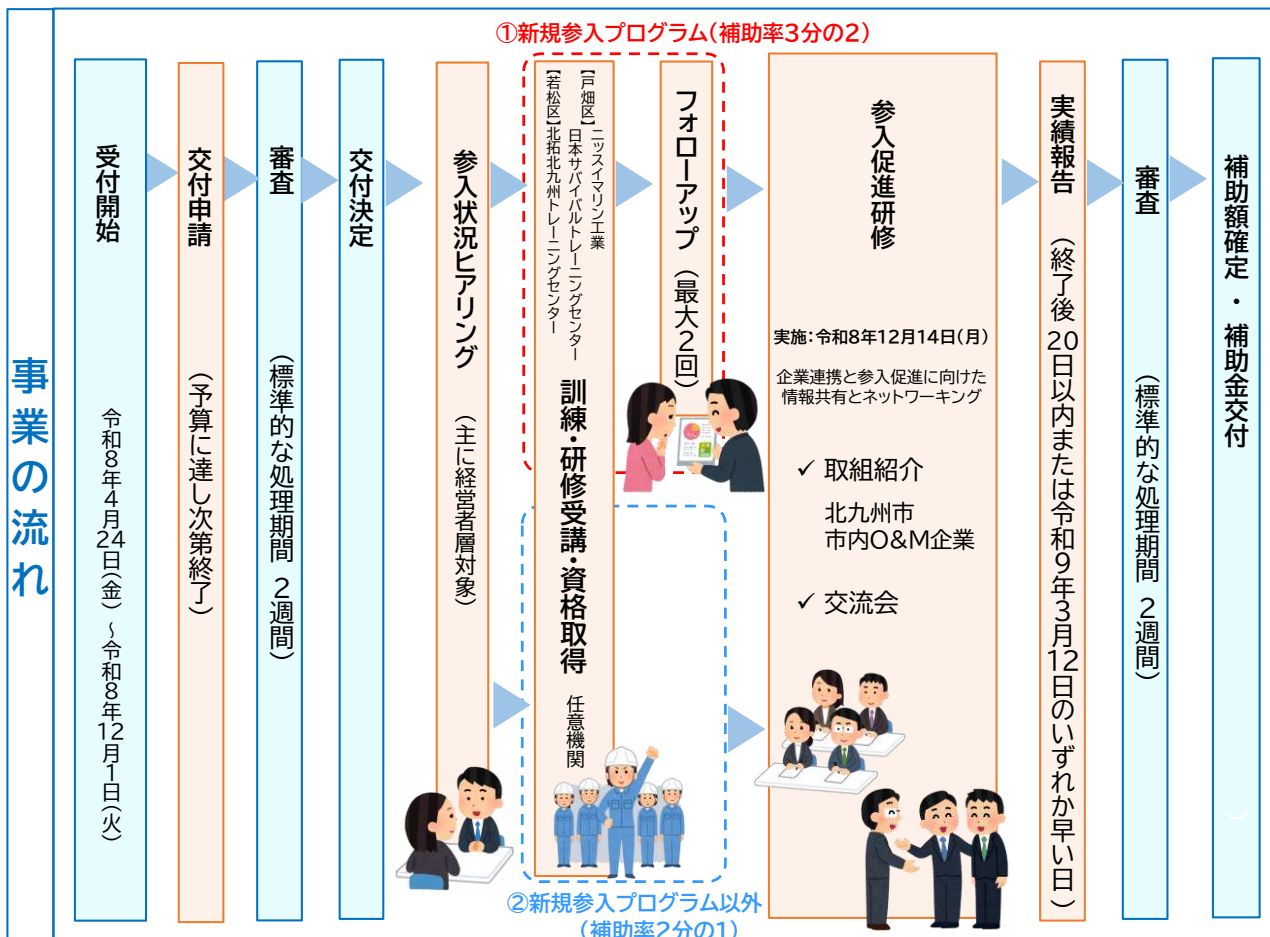 事業の流れ
受付開始
令和8年4月24日(金)~令和8年12月1日(火)
交付申請
(予算に達し次第終了)
審査
(標準的な処理期間 2週間)
交付決定
参入状況ヒアリング
(主に経営者層対象)
①新規参入プログラム(補助率3分の2)
【戸畑区】ニッスイマリン工業
日本サバイバルトレーニングセンター
【若松区】北拓北九州トレーニングセンター
訓練・研修受講・資格取得
任意機関
フォローアップ(最大2回)
②新規参入プログラム以外
(補助率2分の1)
参入促進研修
実施:令和8年12月14日(月)
企業連携と参入促進に向けた
情報共有とネットワーキング
✓ 取組紹介
北九州市
市内O&M企業
✓ 交流会
実績報告
(終了後20日以内または令和9年3月12日のいずれか早い日)
審査
(標準的な処理期間 2週間)
補助額確定・補助金交付